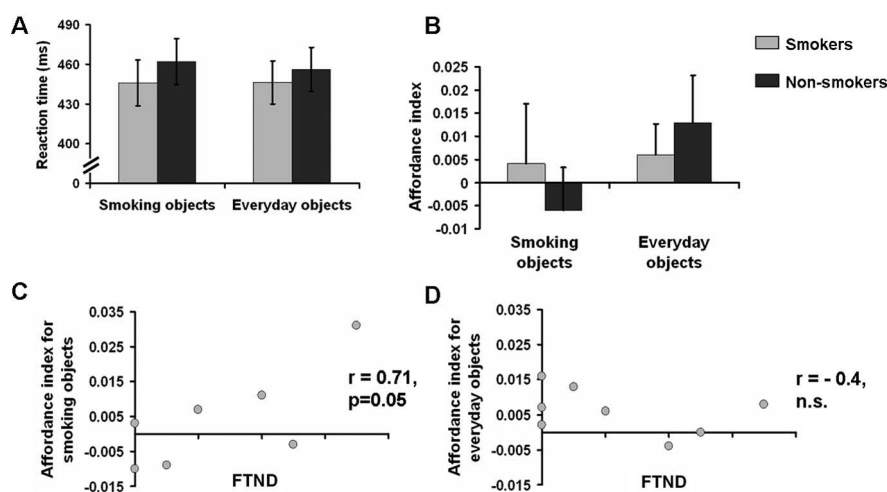 A
Reaction time (ms)
490
460
430
400
0
Smoking objects
Everyday objects
B
Affordance index
0.025
0.02
0.015
0.01
0.005
0
-0.005
-0.01
Smoking
objects
Everyday
objects
Smokers
Non-smokers
C
Affordance index for
smoking objects
0.035
0.025
0.015
0.005
-0.005
-0.015
FTND
r = 0.71,
p=0.05
D
Affordance index for
everyday objects
0.035
0.025
0.015
0.005
-0.005
0.015
FTND
r = - 0.4,
n.s.